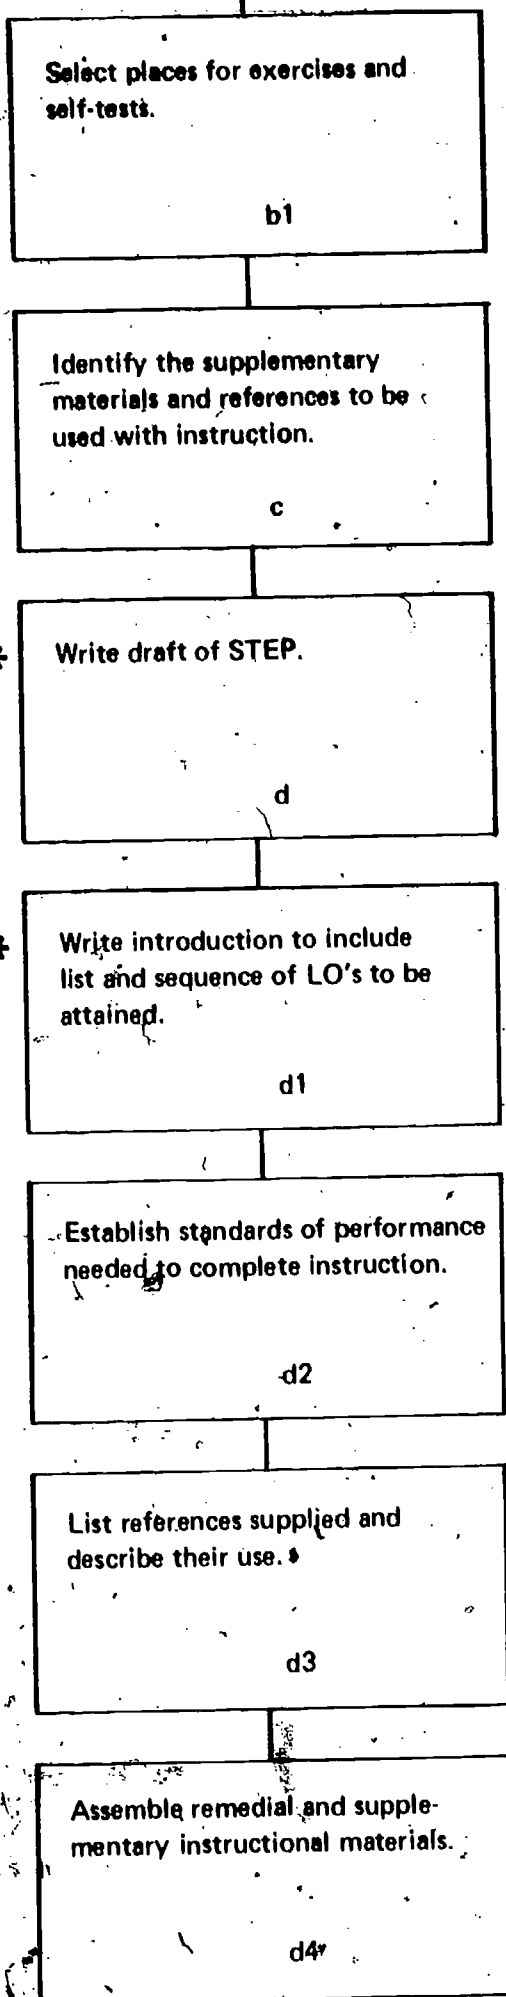 Select places for exercises and
self-tests.
b1
Identify the supplementary
materials and references to be
used with instruction.
c
* Write draft of STEP.
d
* Write introduction to include
list and sequence of LO's to be
attained.
d1
Establish standards of performance
needed to complete instruction.
d2
List references supplied and
describe their use.
d3
Assemble remedial and supple-
mentary instructional materials.
d4